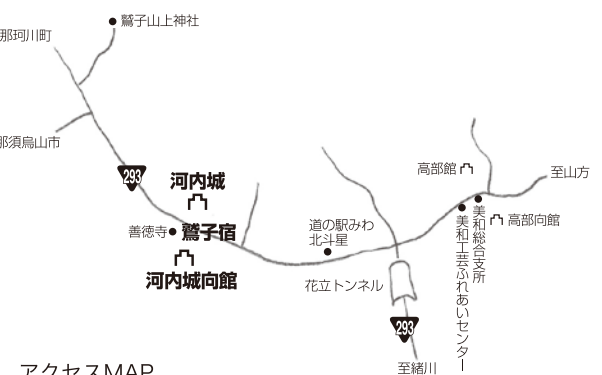 鷲子山上神社
那珂川町
那須烏山市
293
河内城
善徳寺
鷲子宿
河内城向館
道の駅みわ
北斗星
高部館
至山方
高部向館
美和総合支所
美和工芸ふれあいセンター
花立トンネル
293
至緒川
アクセスMAP